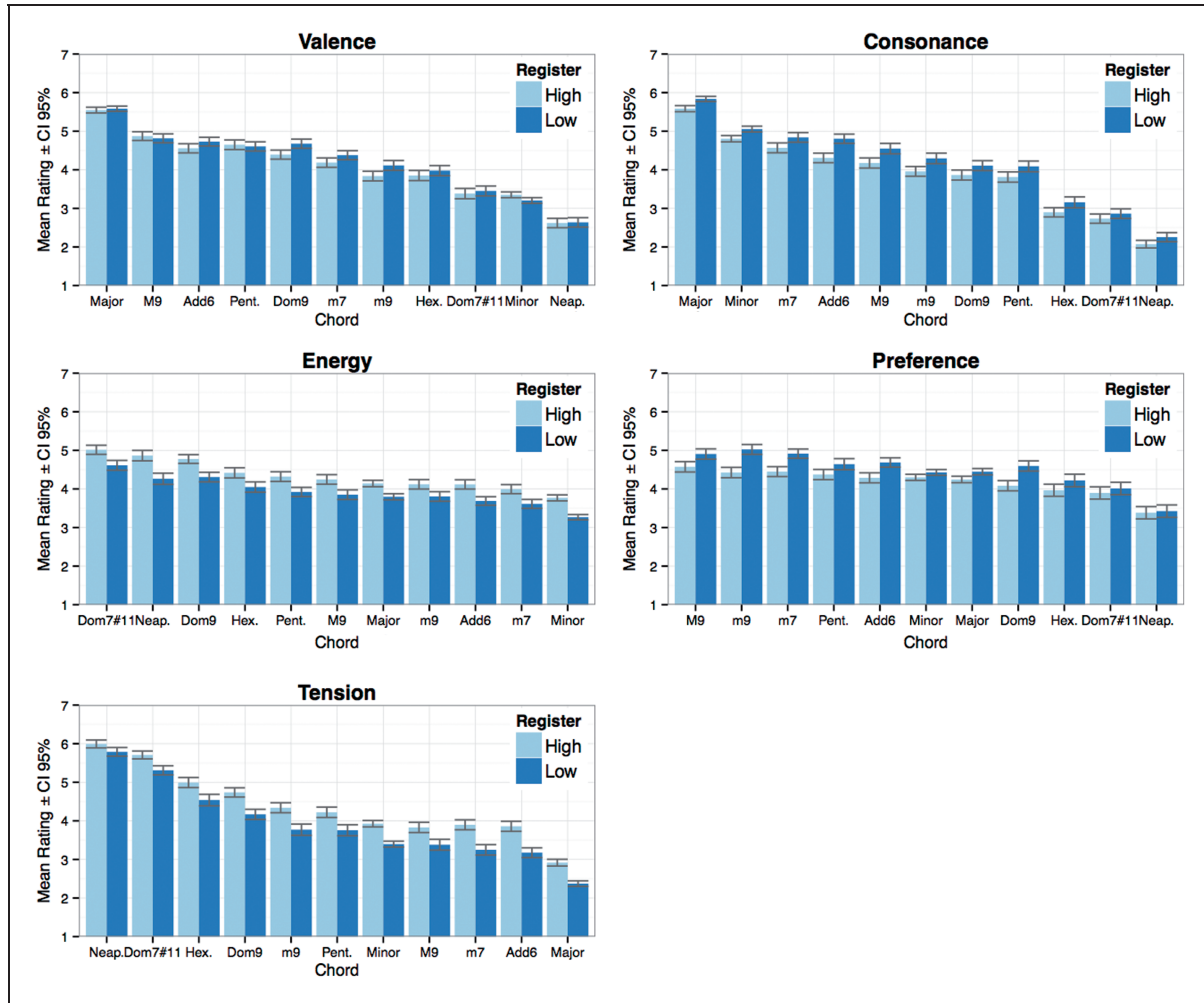 Valence
Mean Rating ± CI 95%
7
6
5
4
3
2
1
Register
High
Low
Major M9 Add6 Pent. Dom9 m7 m9 Hex. Dom7#11 Minor Neap.
Chord
Consonance
Mean Rating ± CI 95%
7
6
5
4
3
2
1
Register
High
Low
Major Minor m7 Add6 M9 m9 Dom9 Pent. Hex. Dom7#11 Neap.
Chord
Energy
Mean Rating ± CI 95%
7
6
5
4
3
2
1
Register
High
Low
Dom7#11 Neap. Dom9 Hex. Pent. M9 Major m9 Add6 m7 Minor
Chord
Preference
Mean Rating ± CI 95%
7
6
5
4
3
2
1
Register
High
Low
M9 m9 m7 Pent. Add6 Minor Major Dom9 Hex. Dom7#11 Neap.
Chord
Tension
Mean Rating ± CI 95%
7
6
5
4
3
2
1
Register
High
Low
Neap. Dom7#11 Hex. Dom9 m9 Pent. Minor M9 m7 Add6 Major
Chord